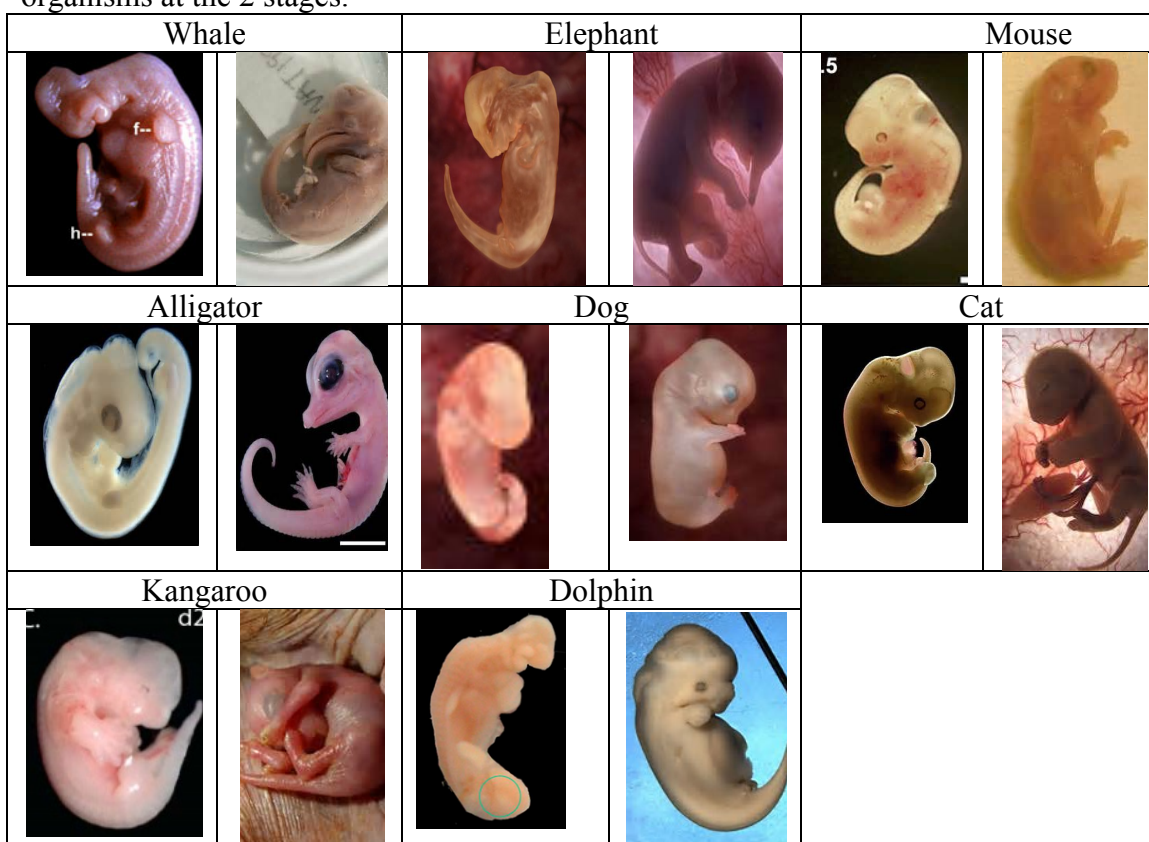 organisms at the 2 stages.
Whale
Elephant
Mouse
f--
h--
.5
Alligator
Dog
Cat
Kangaroo
Dolphin
C.
d2